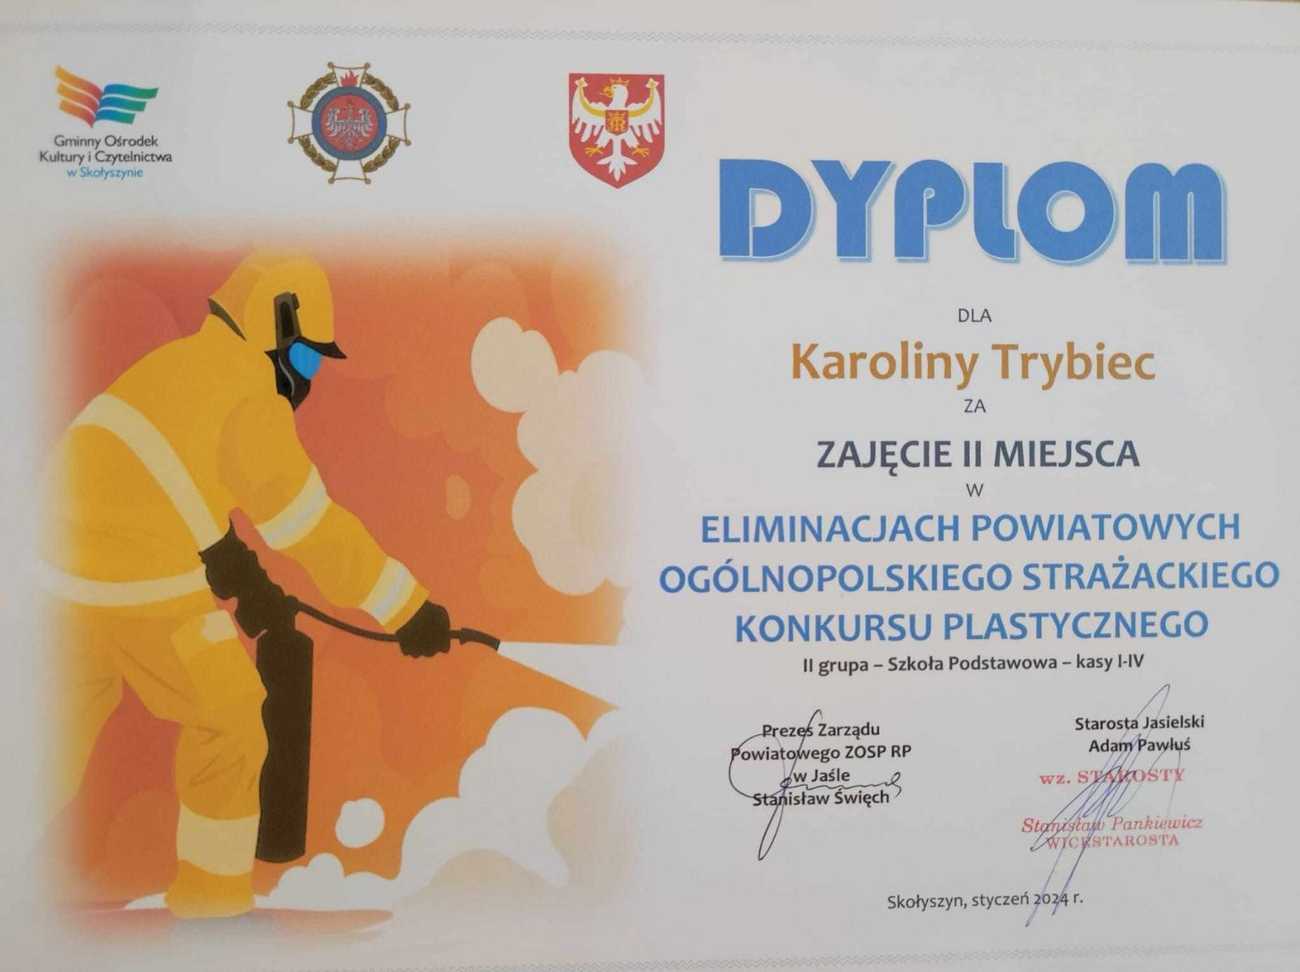 Gminny Ośrodek
Kultury i Czytelnictwa
w Skołyszynie
DYPLOM
DLA
Karoliny Trybiec
ZA
ZAJĘCIE II MIEJSCA
W
ELIMINACJACH POWIATOWYCH
OGÓLNOPOLSKIEGO STRAŻACKIEGO
KONKURSU PLASTYCZNEGO
II grupa – Szkoła Podstawowa – kasy I-IV
Prezes Zarządu
Powiatowego ZOSP RP
w Jaśle
Stanisław Święch
Starosta Jasielski
Adam Pawluś
wz. STAROSTY
Stanisław Pankiewicz
WICESTAROSTA
Skołyszyn, styczeń 2024 r.